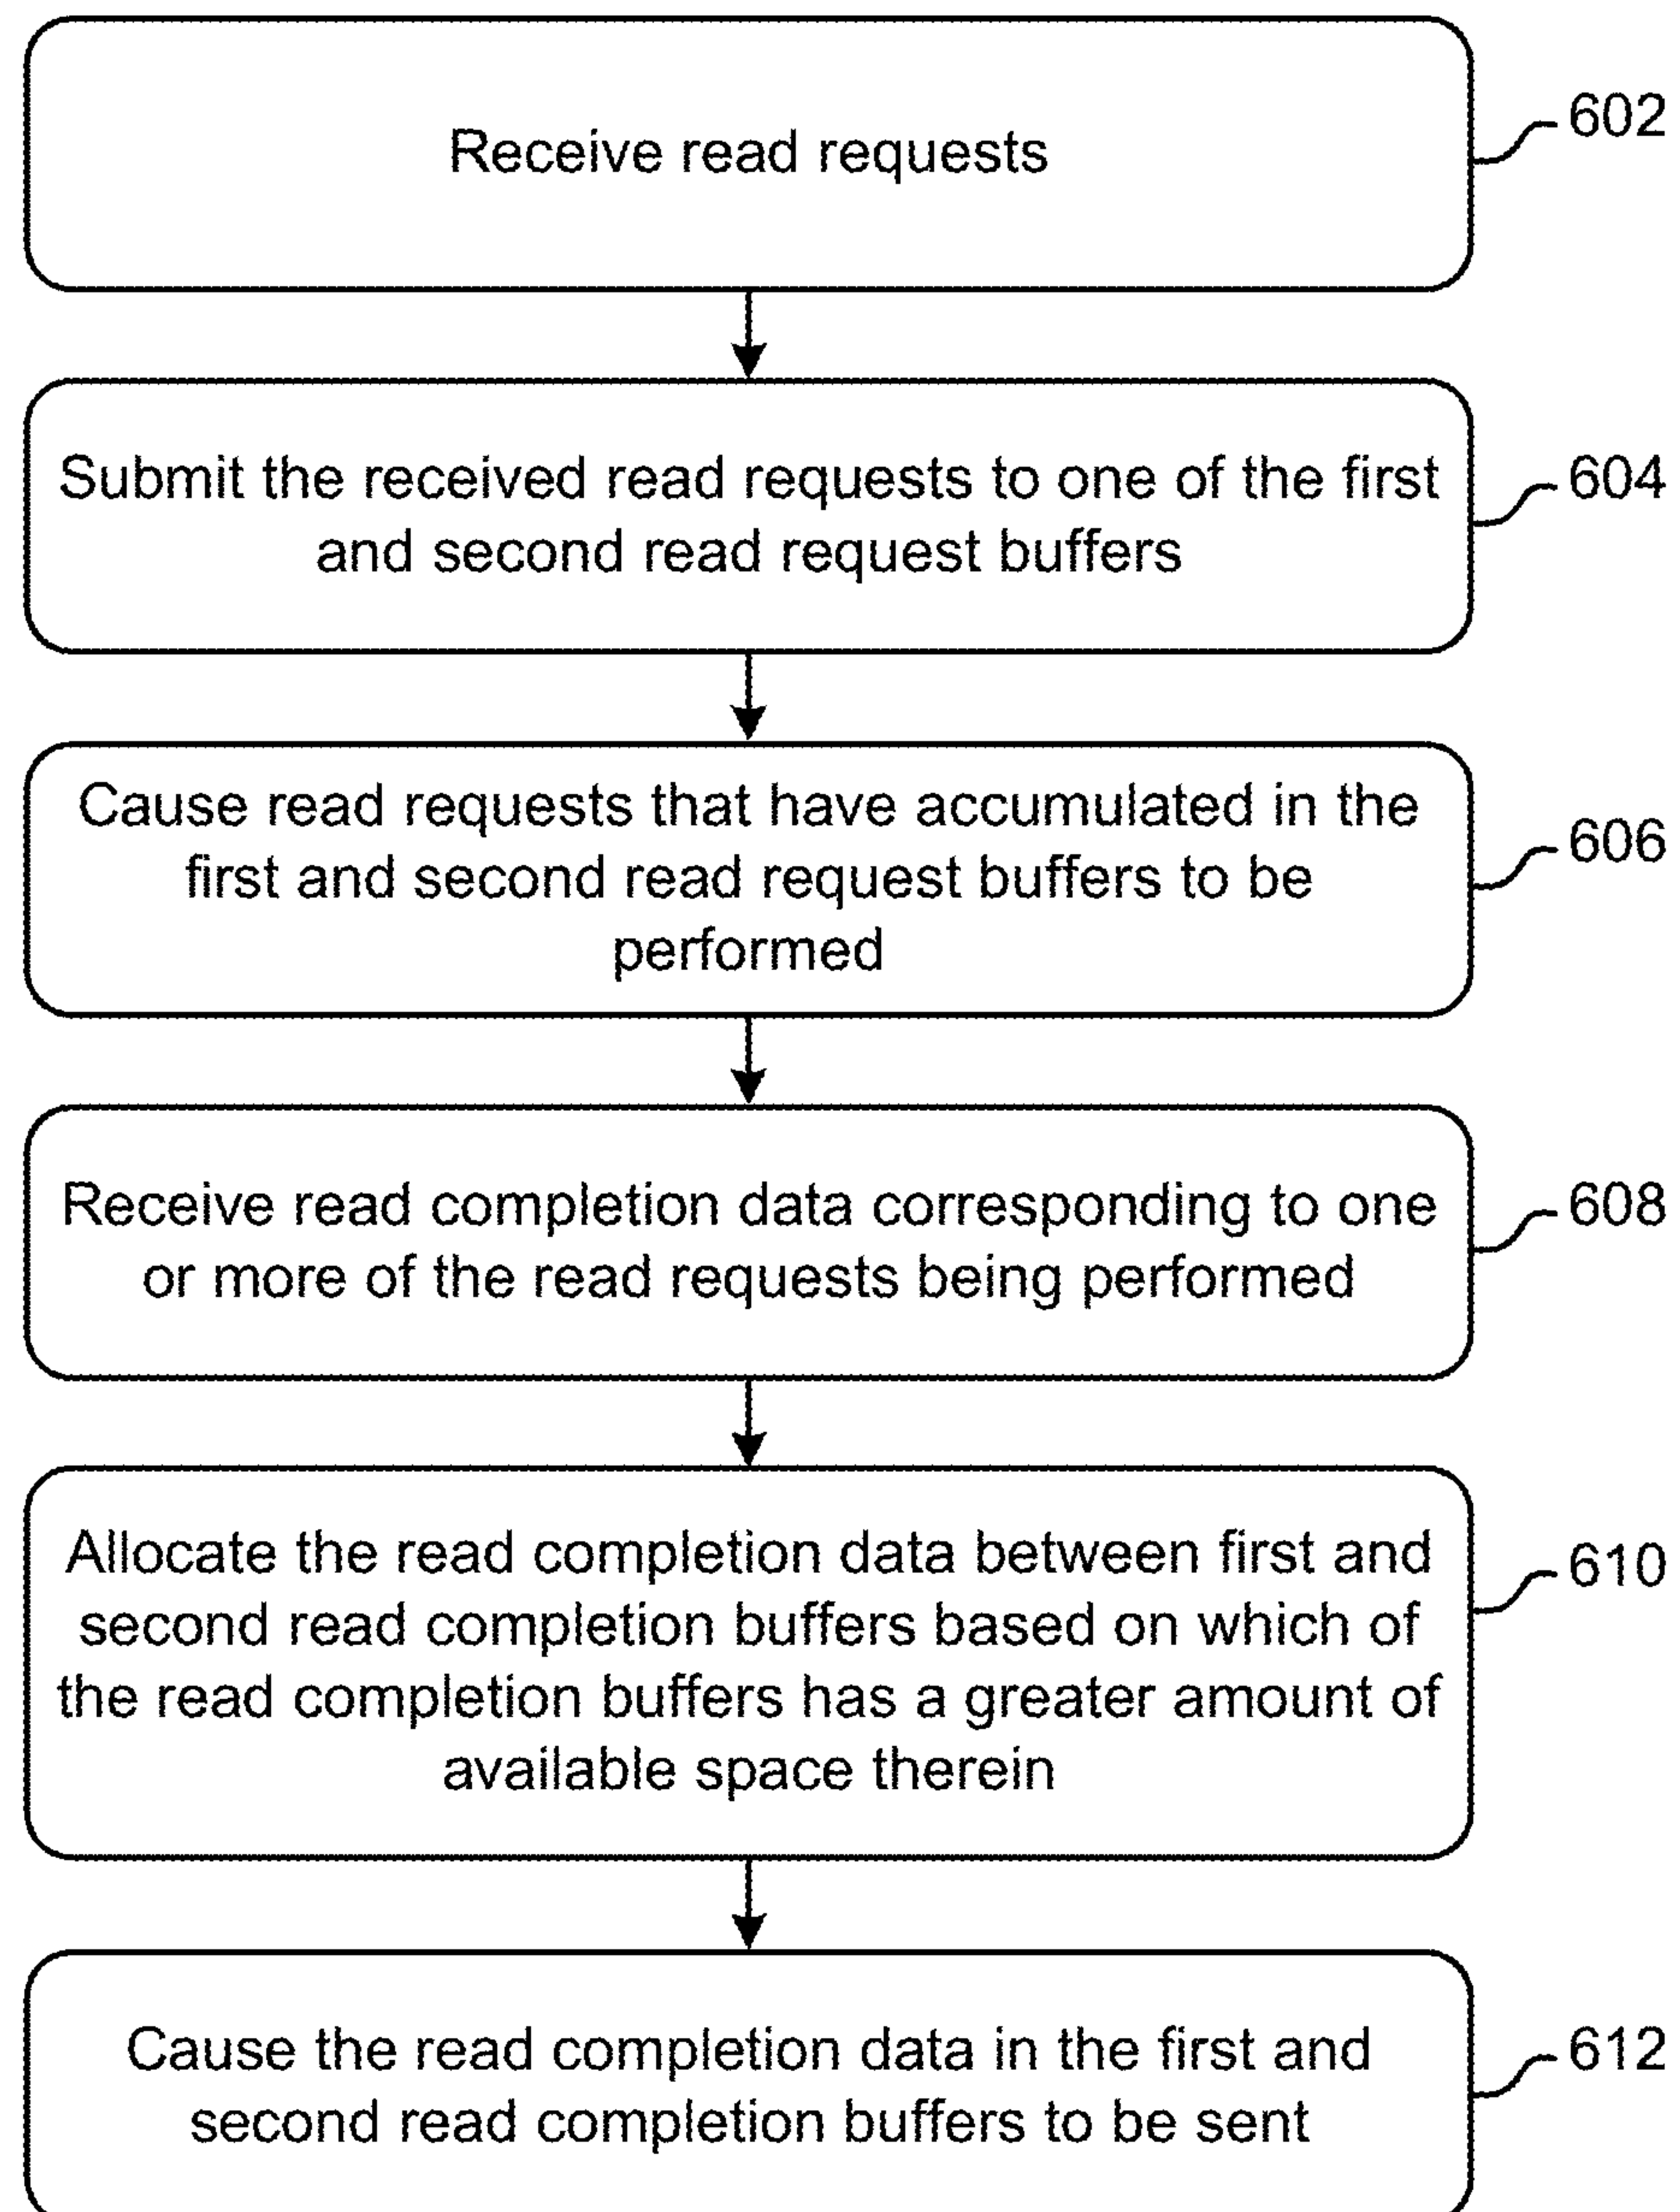 Receive read requests
602
Submit the received read requests to one of the first
and second read request buffers
604
Cause read requests that have accumulated in the
first and second read request buffers to be
performed
606
Receive read completion data corresponding to one
or more of the read requests being performed
608
Allocate the read completion data between first and
second read completion buffers based on which of
the read completion buffers has a greater amount of
available space therein
610
Cause the read completion data in the first and
second read completion buffers to be sent
612